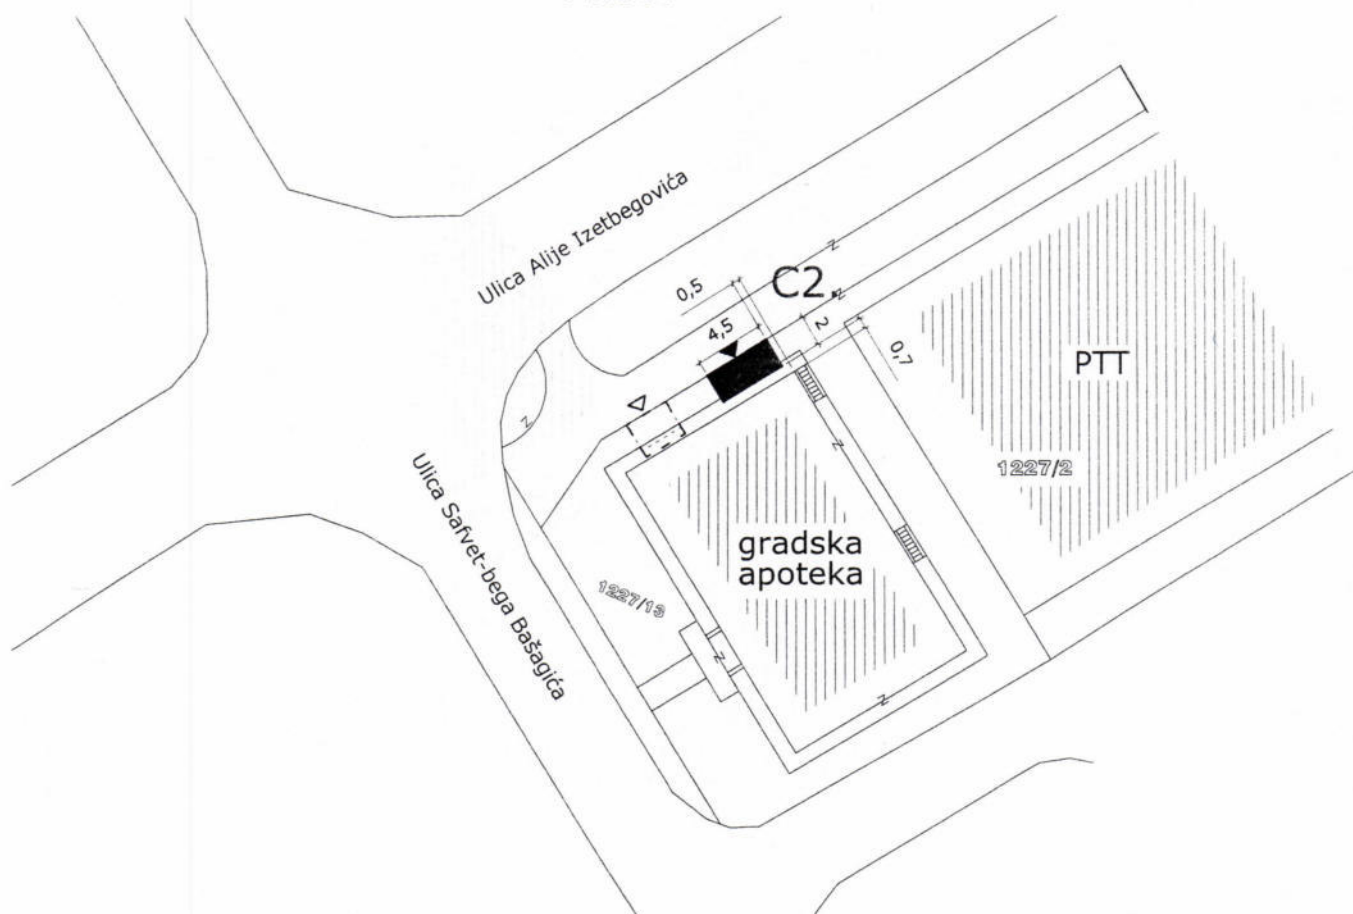 Ulica Alije Izetbegovića
C2.
0,5
4,5
2
0,7
PTT
1227/2
Ulica Safvet-bega Bašagića
gradska
apoteka
1227/13